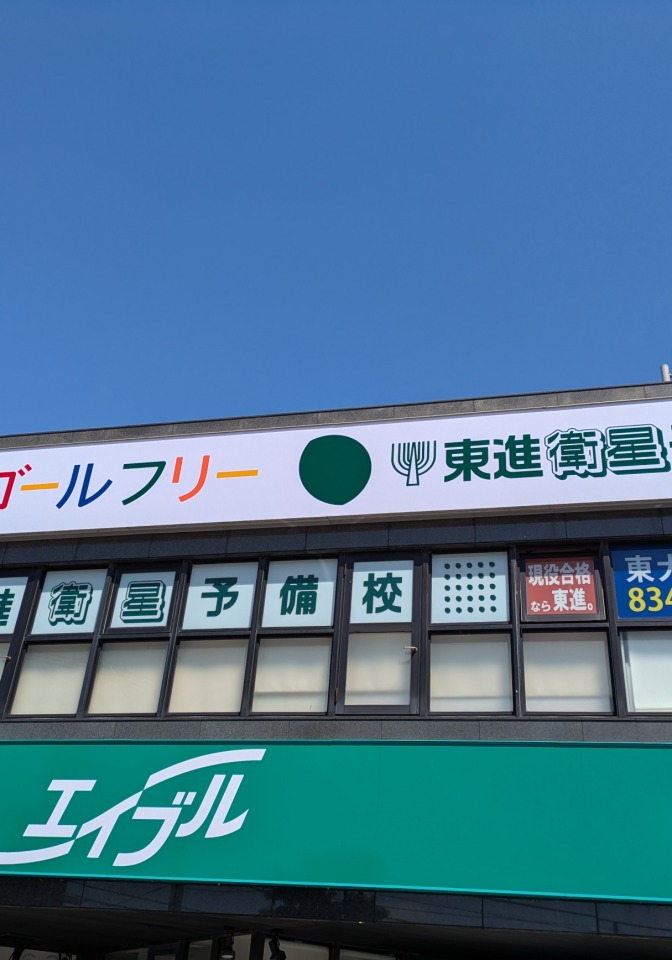 ゴールフリー 東進衛星
進衛星予備校 現役合格なら東進。 東大
834
エイブル